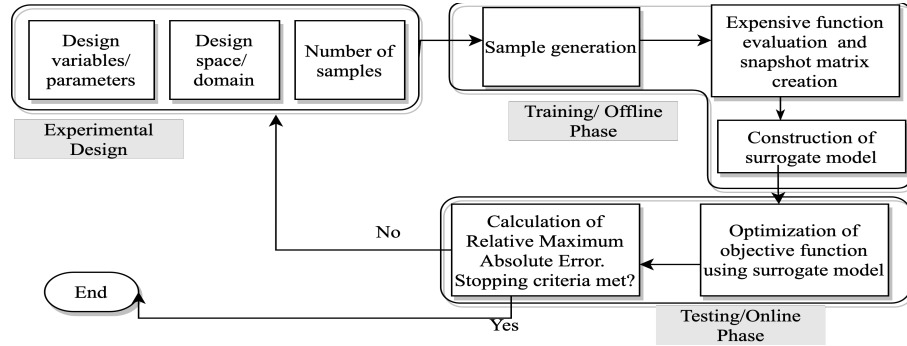 Design
variables/
parameters
Design
space/
domain
Number of
samples
Experimental
Design
Sample generation
Expensive function
evaluation and
snapshot matrix
creation
Training/ Offline
Phase
Construction of
surrogate model
Optimization of
objective function
using surrogate model
Calculation of
Relative Maximum
Absolute Error.
Stopping criteria met?
Testing/Online
Phase
No
Yes
End